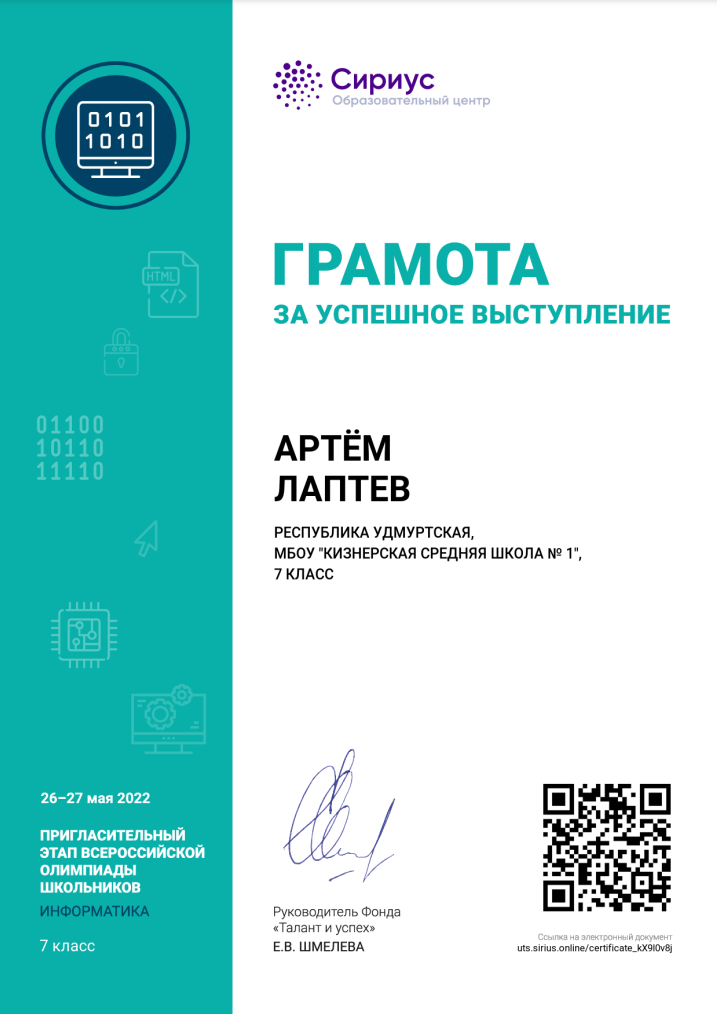 0101
1010
Сириус
Образовательный центр
HTML
</>
ГРАМОТА
ЗА УСПЕШНОЕ ВЫСТУПЛЕНИЕ
01100
10110
11110
АРТЁМ
ЛАПТЕВ
РЕСПУБЛИКА УДМУРТСКАЯ,
МБОУ "КИЗНЕРСКАЯ СРЕДНЯЯ ШКОЛА № 1",
7 КЛАСС
26–27 мая 2022
ПРИГЛАСИТЕЛЬНЫЙ
ЭТАП ВСЕРОССИЙСКОЙ
ОЛИМПИАДЫ
ШКОЛЬНИКОВ
ИНФОРМАТИКА
7 класс
Руководитель Фонда
«Талант и успех»
Е.В. ШМЕЛЕВА
Ссылка на электронный документ
uts.sirius.online/certificate_kX9l0v8j